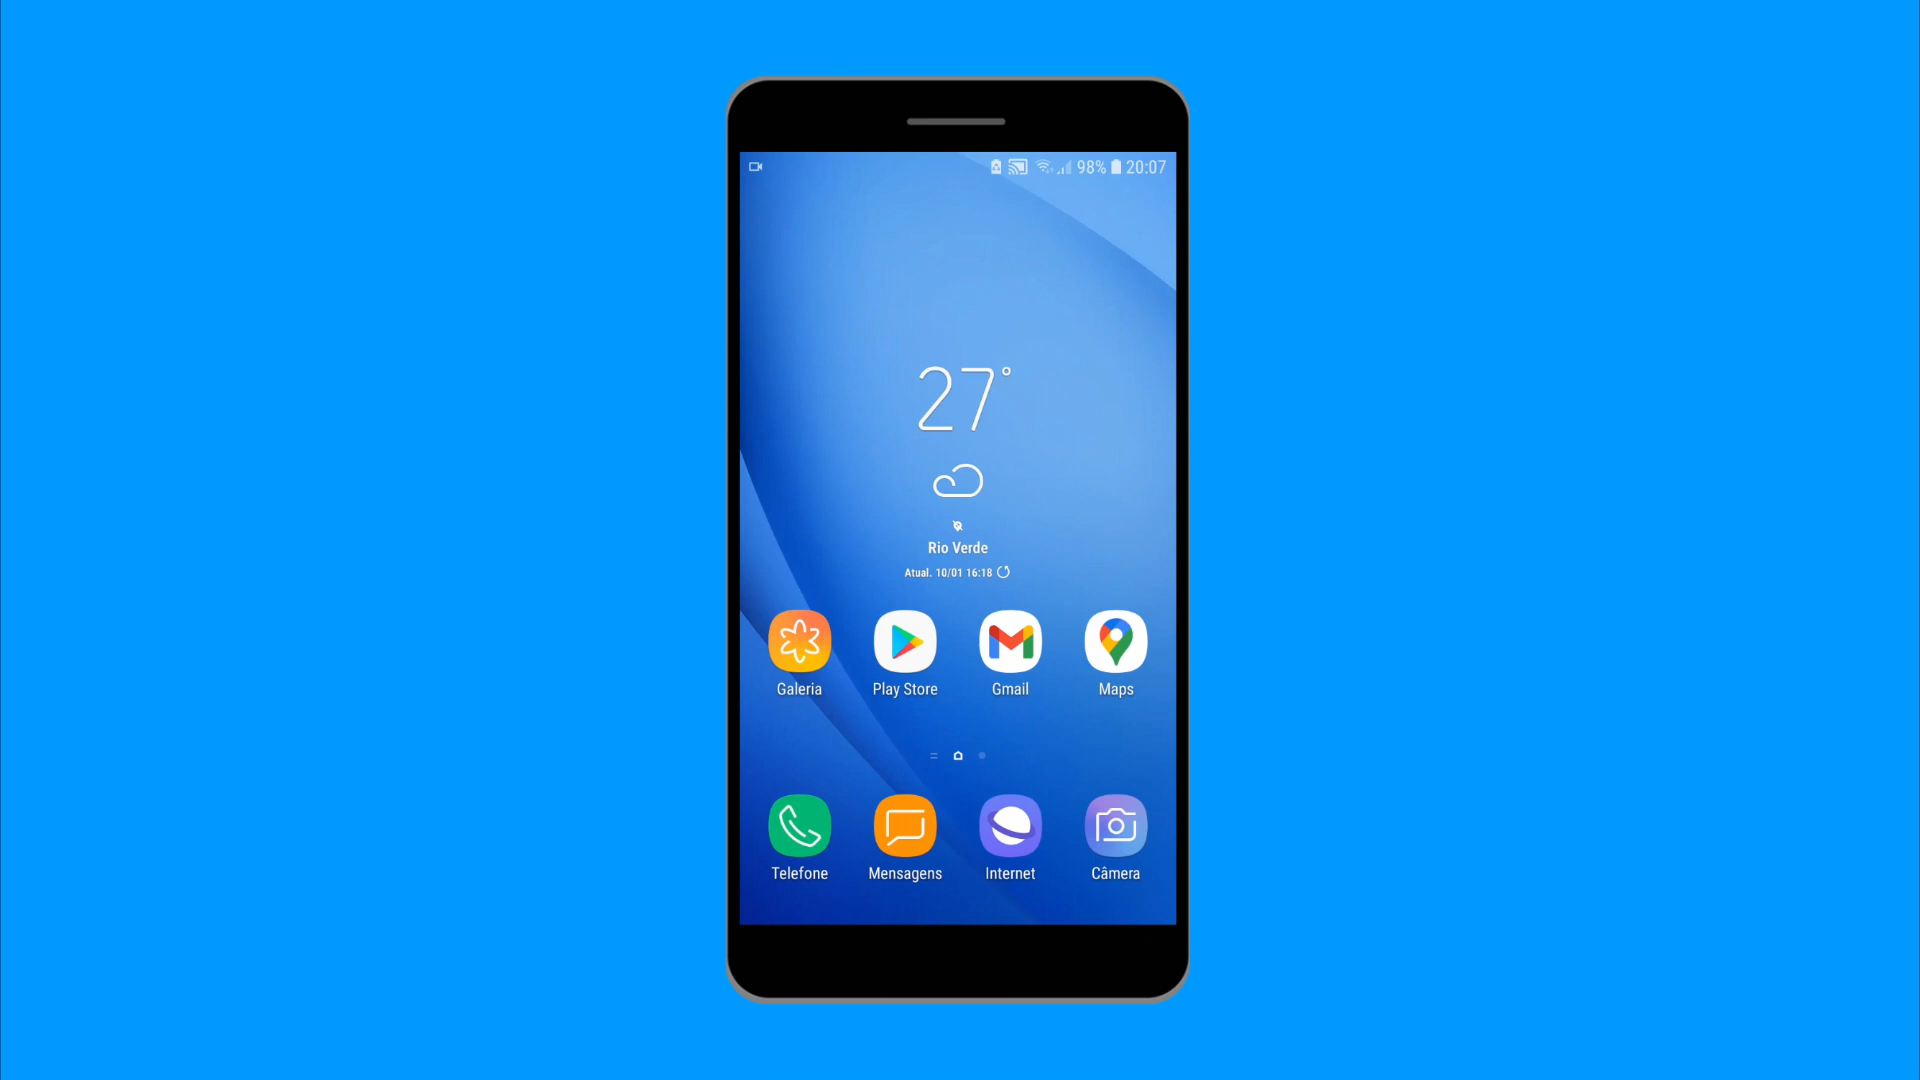 98% 20:07
27°
Rio Verde
Atual. 10/01 16:18
Galeria Play Store Gmail Maps
Telefone Mensagens Internet Câmera